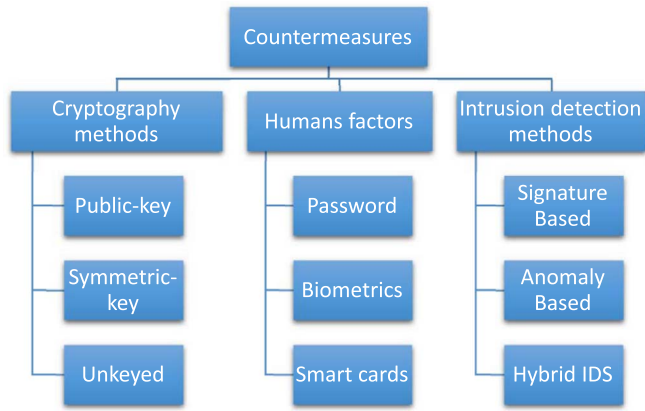 Countermeasures
Cryptography
methods
Humans factors
Intrusion detection
methods
Public-key
Symmetric-
key
Unkeyed
Password
Biometrics
Smart cards
Signature
Based
Anomaly
Based
Hybrid IDS